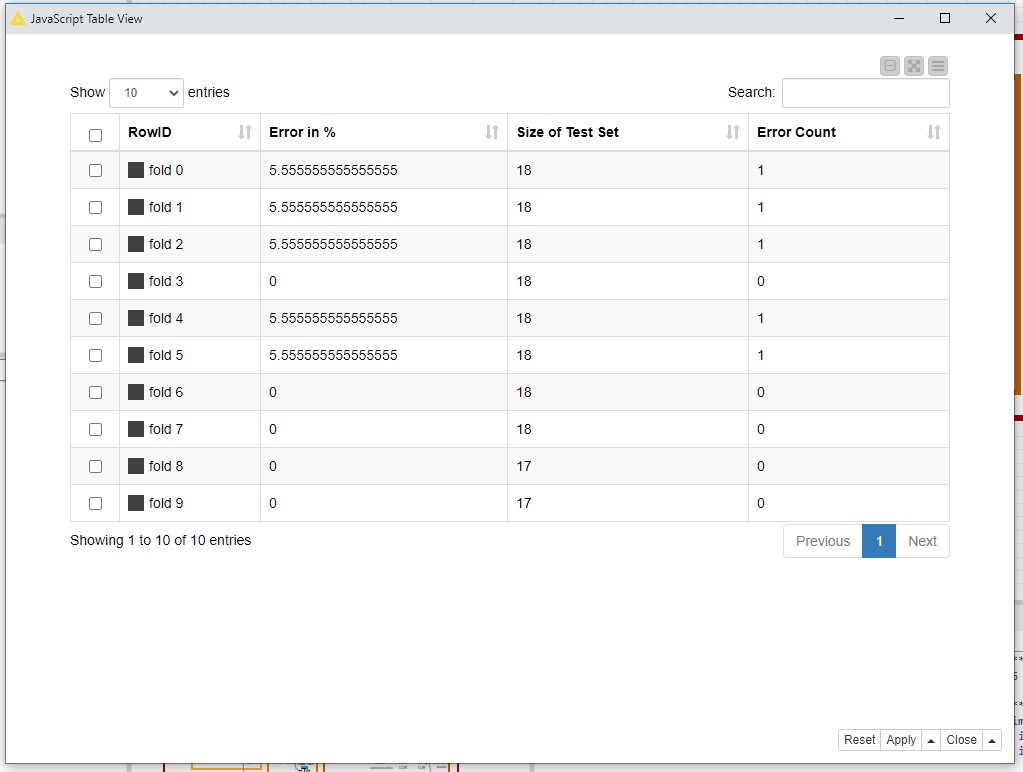 JavaScript Table View
Show 10 entries
Search:
RowID Error in % Size of Test Set Error Count
fold 0 5.555555555555555 18 1
fold 1 5.555555555555555 18 1
fold 2 5.555555555555555 18 1
fold 3 0 18 0
fold 4 5.555555555555555 18 1
fold 5 5.555555555555555 18 1
fold 6 0 18 0
fold 7 0 18 0
fold 8 0 17 0
fold 9 0 17 0
Showing 1 to 10 of 10 entries
Previous 1 Next
Reset Apply Close